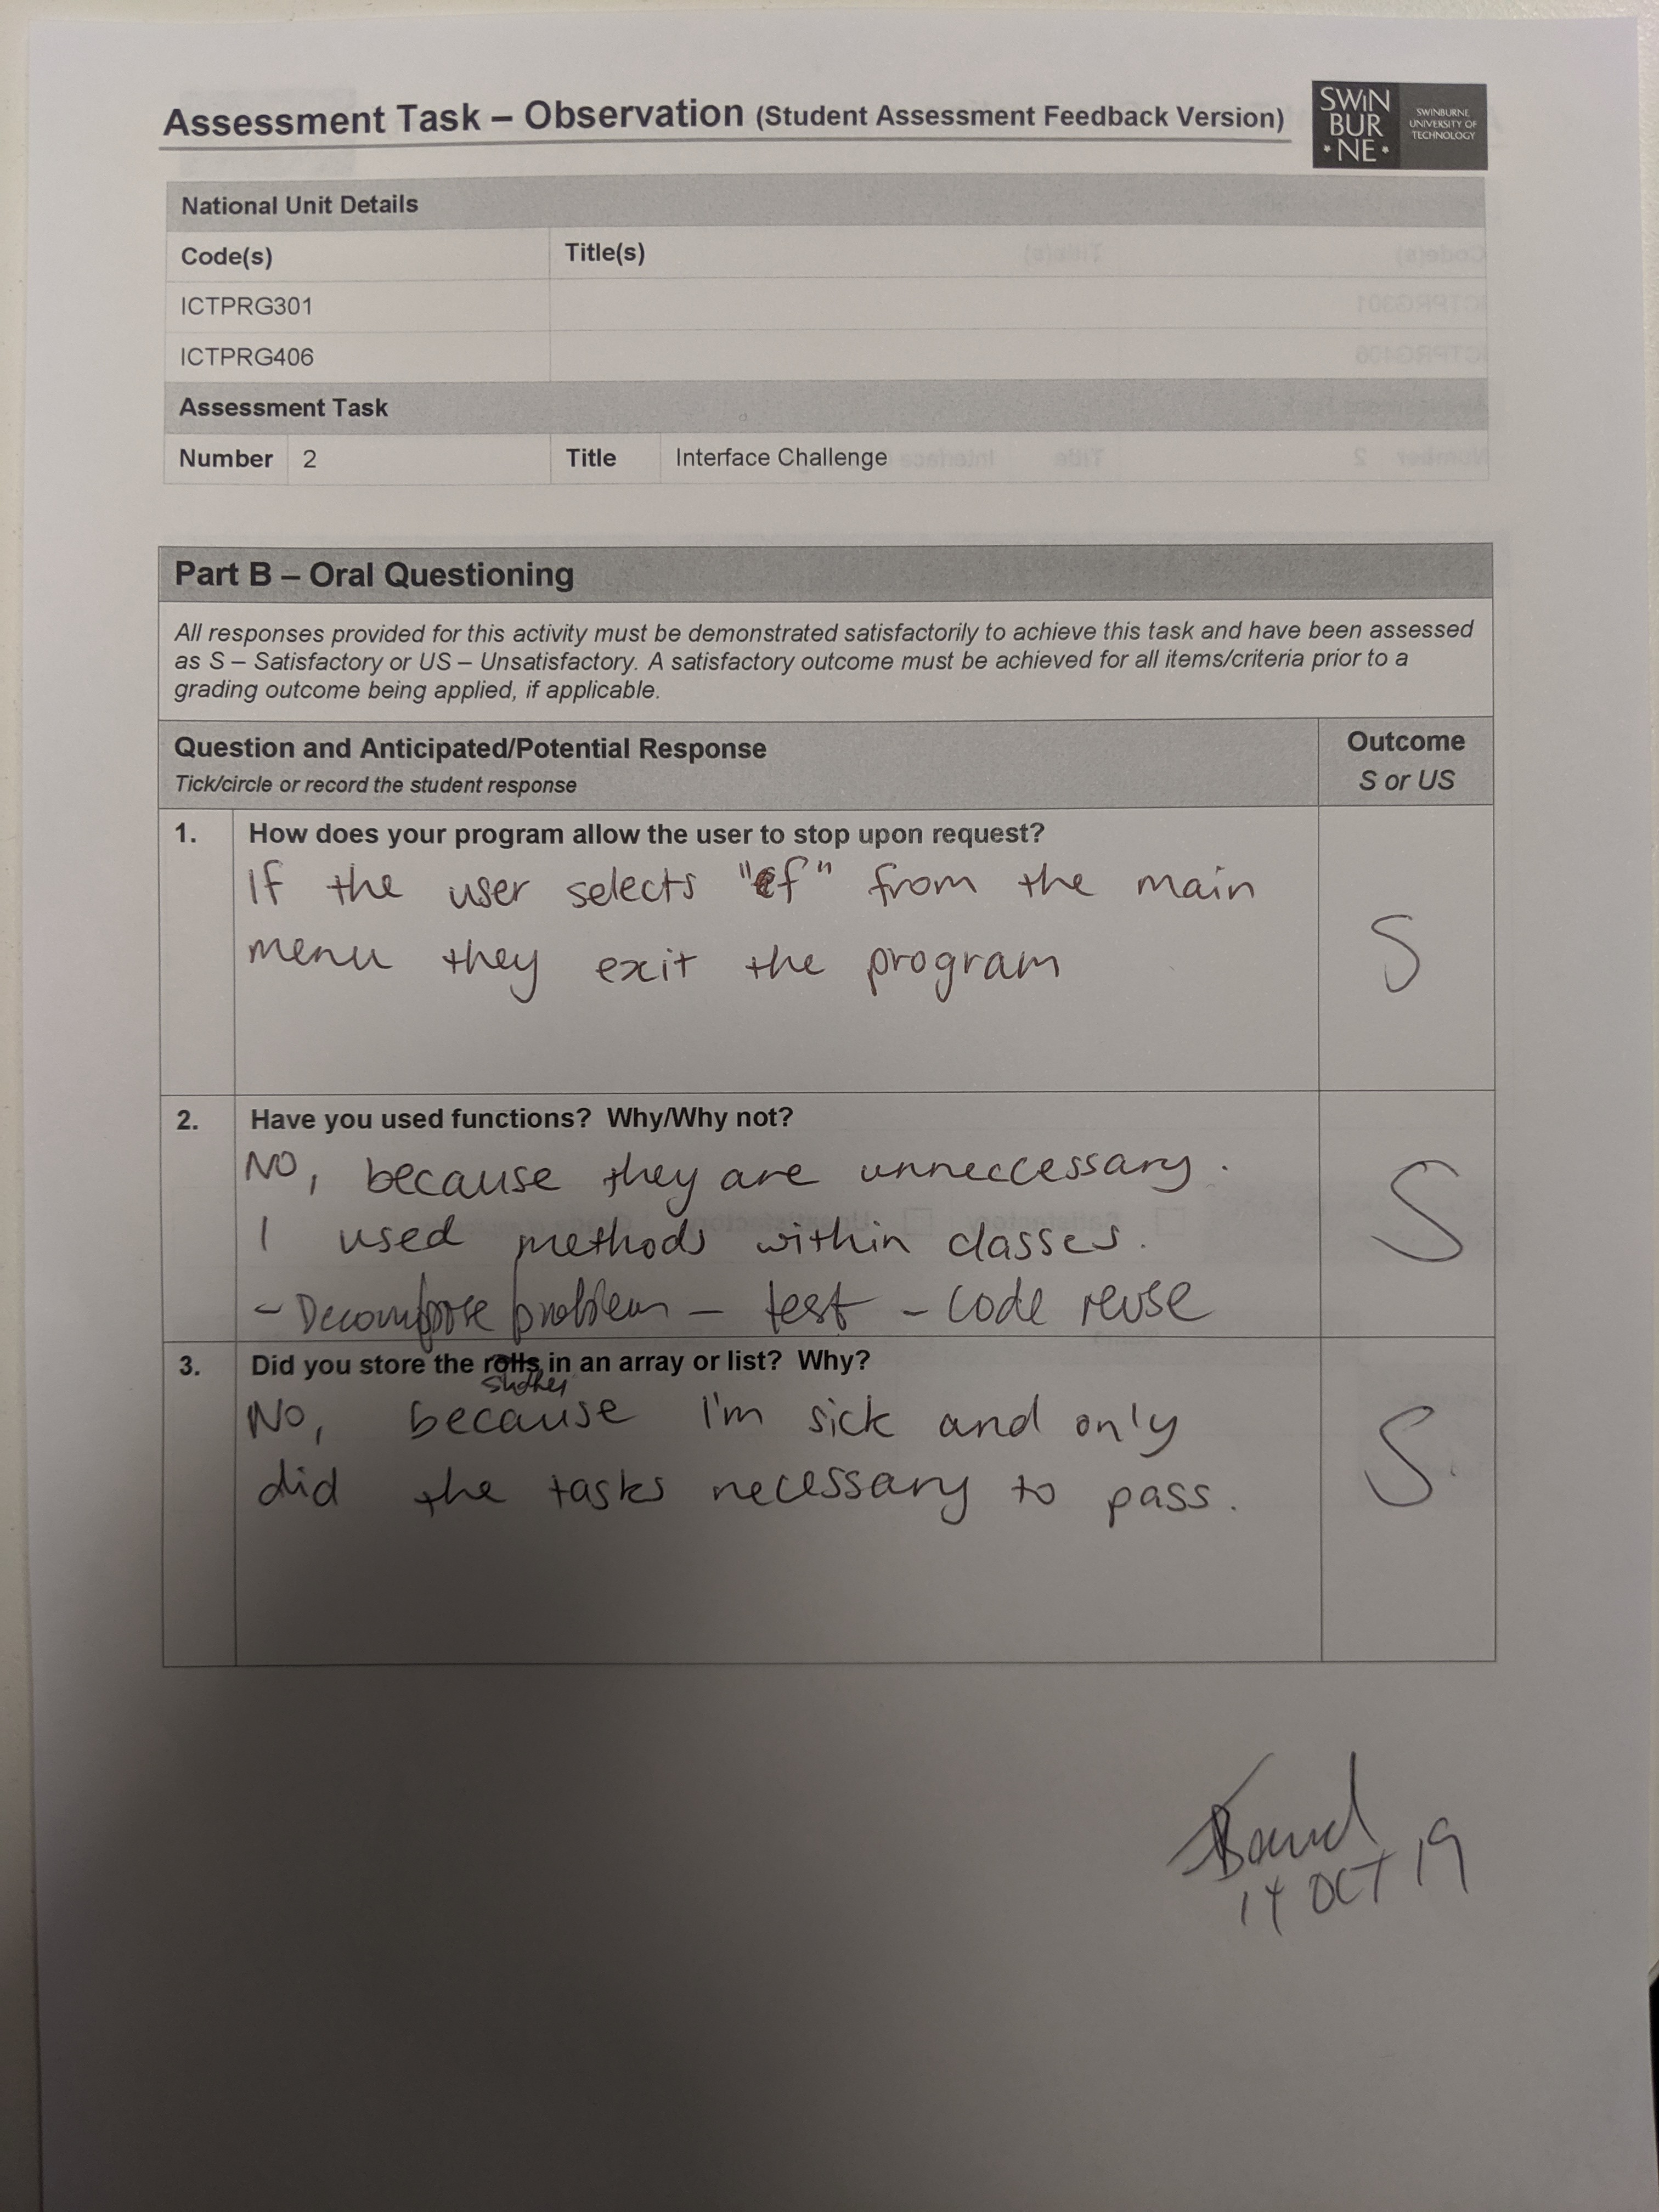 Assessment Task – Observation (Student Assessment Feedback Version)
SWiN
BUR
* NE *
SWINBURNE
UNIVERSITY OF
TECHNOLOGY
National Unit Details
Code(s) Title(s)
ICTPRG301
ICTPRG406
Assessment Task
Number 2 Title Interface Challenge
Part B – Oral Questioning
All responses provided for this activity must be demonstrated satisfactorily to achieve this task and have been assessed
as S – Satisfactory or US – Unsatisfactory. A satisfactory outcome must be achieved for all items/criteria prior to a
grading outcome being applied, if applicable.
Question and Anticipated/Potential Response Outcome
Tick/circle or record the student response S or US
1. How does your program allow the user to stop upon request?
If the user selects "f" from the main
menu they exit the program
S
2. Have you used functions? Why/Why not?
NO, because they are unneccessary.
I used methods within classes.
- Decompose problem - test - code reuse
S
3. Did you store the rolls in an array or list? Why?
No, because I'm sick and only
did the tasks necessary to pass.
S
14 OCT 19